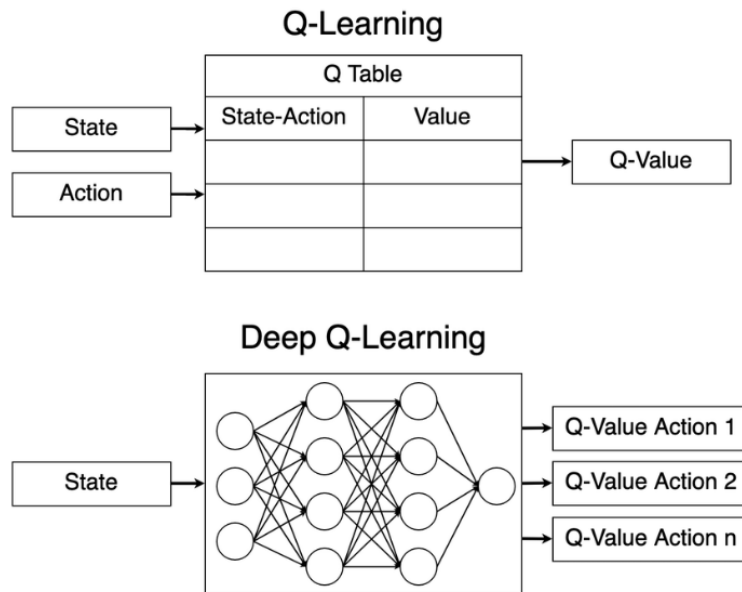 Q-Learning
Q Table
State-Action Value
State
Action
Q-Value
Deep Q-Learning
State
Q-Value Action 1
Q-Value Action 2
Q-Value Action n